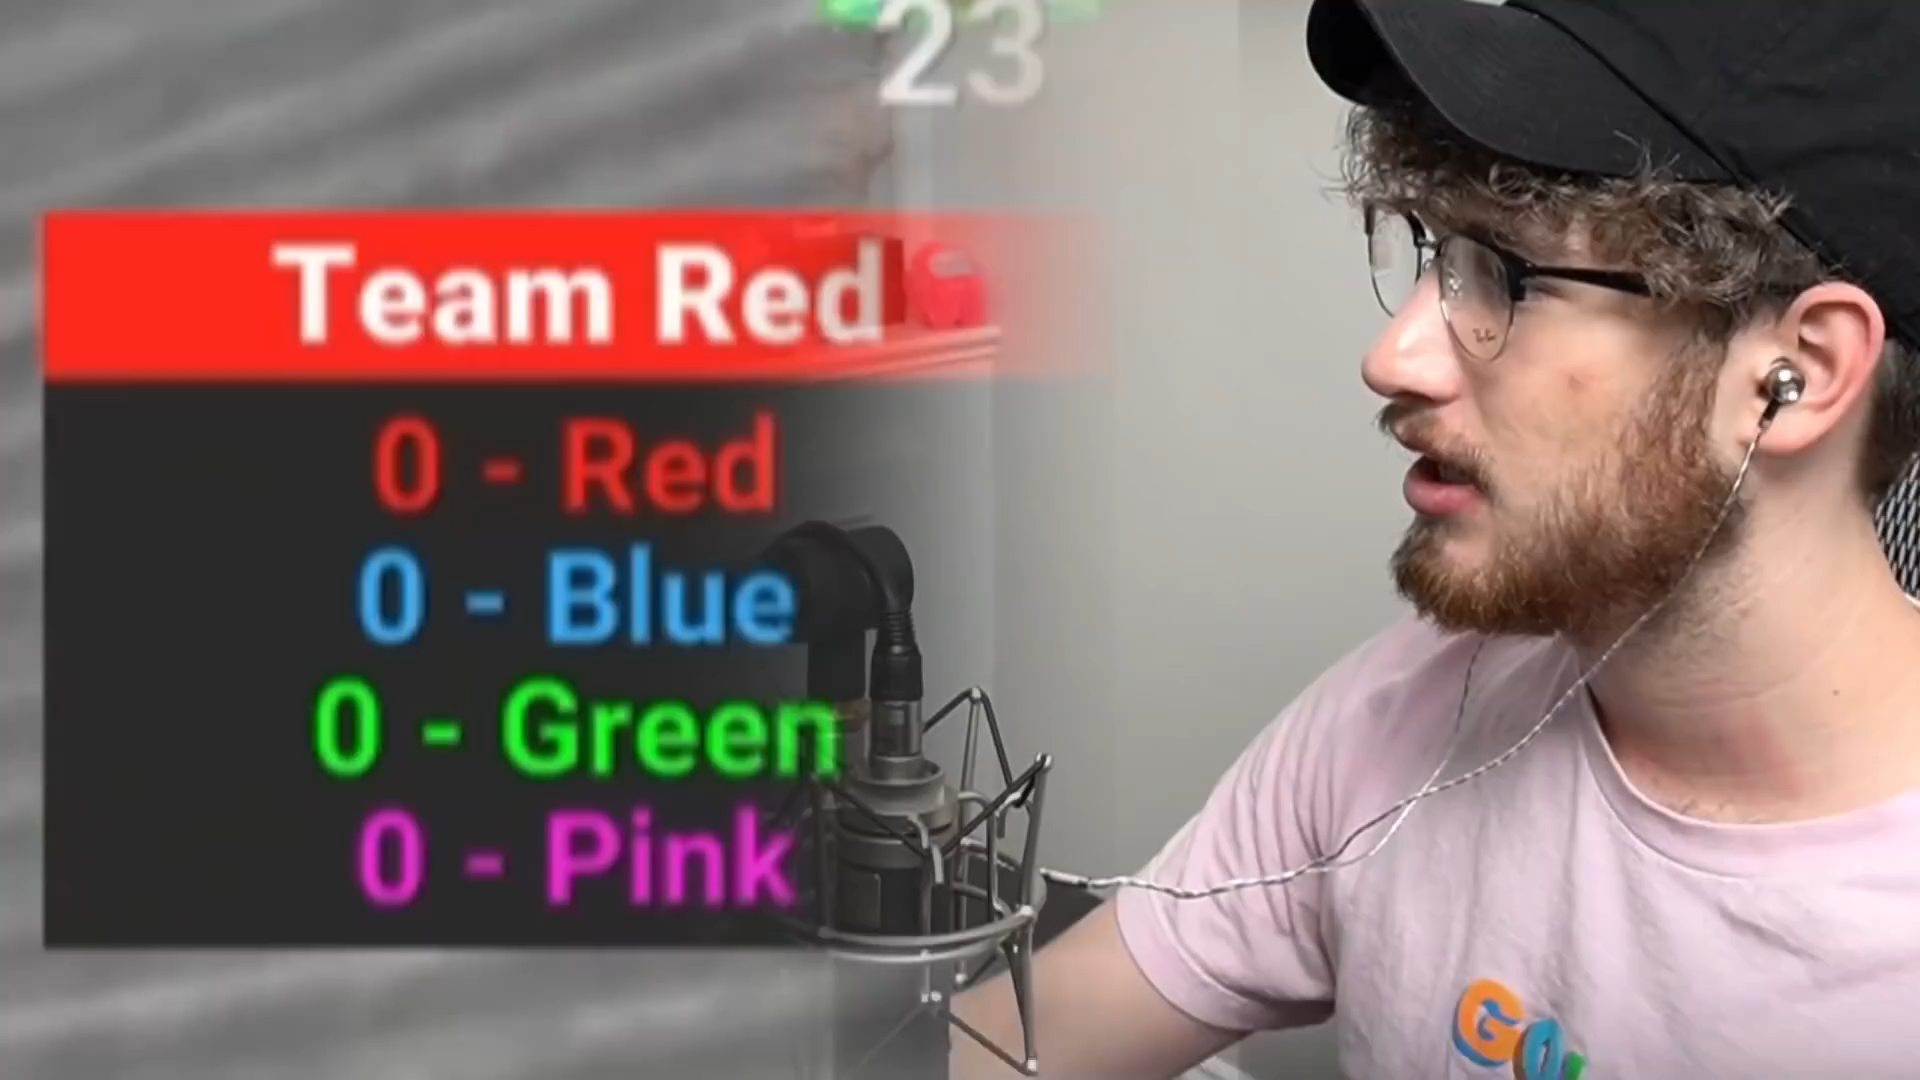 23
Team Red
0 - Red
0 - Blue
0 - Green
0 - Pink